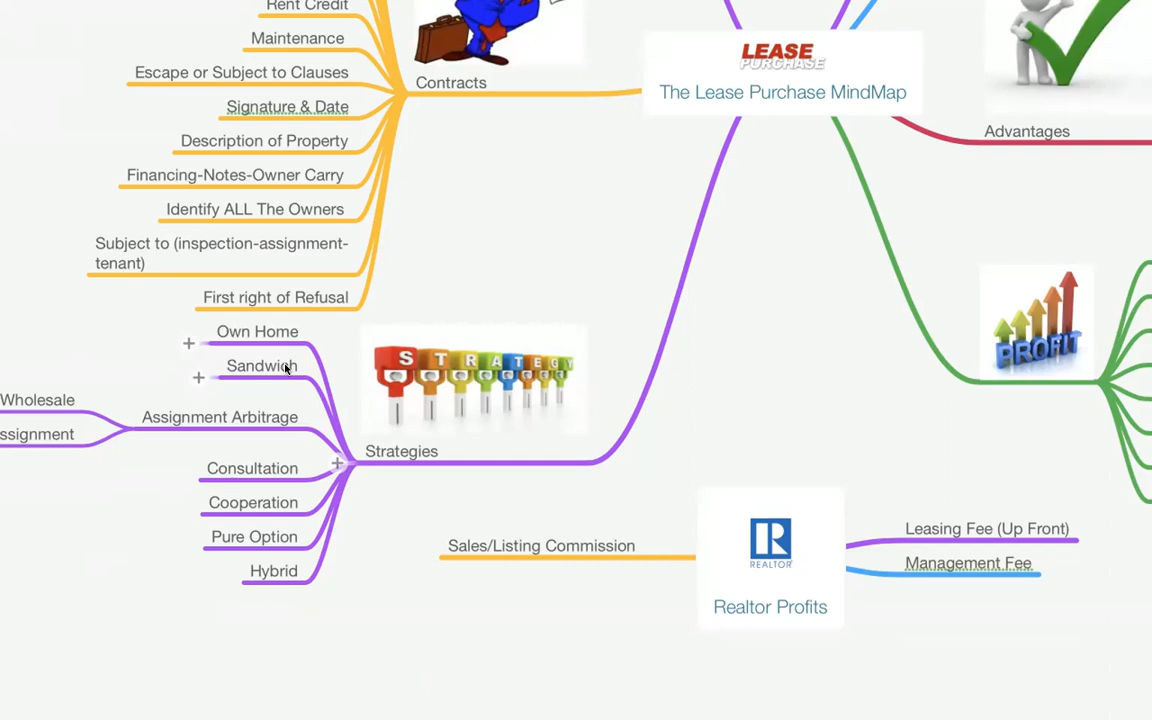 Rent Credit
Maintenance
Escape or Subject to Clauses
Signature & Date
Description of Property
Financing-Notes-Owner Carry
Identify ALL The Owners
Subject to (inspection-assignment-
tenant)
First right of Refusal
Contracts
LEASE
PURCHASE
The Lease Purchase MindMap
Advantages
Own Home
Sandwich
Wholesale
ssignment
Assignment Arbitrage
Consultation
Cooperation
Pure Option
Hybrid
STRATEGY
Strategies
PROFIT
Sales/Listing Commission
R
REALTOR
Realtor Profits
Leasing Fee (Up Front)
Management Fee